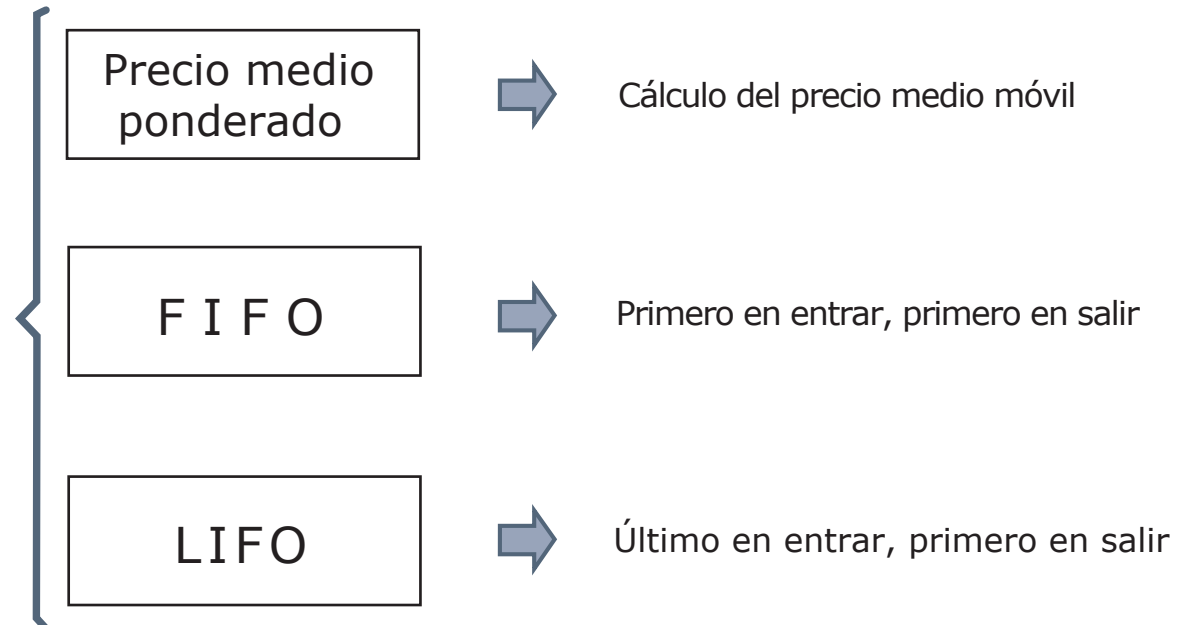 Precio medio
ponderado
Cálculo del precio medio móvil
F I F O
Primero en entrar, primero en salir
LIFO
Último en entrar, primero en salir